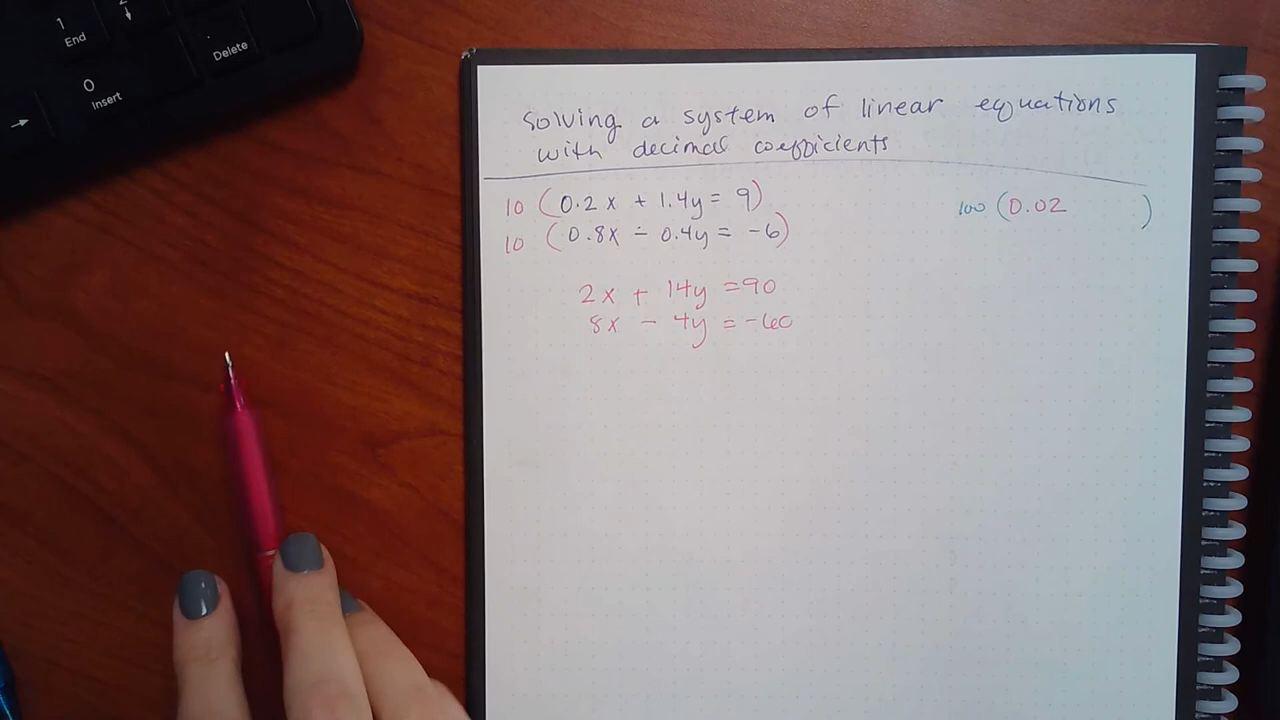 1
End
↓
Delete
0
Insert
→
Solving a system of linear equations
with decimal coefficients
10 (0.2x + 1.4y = 9)
10 (0.8x - 0.4y = -6)
100 (0.02 )
2x + 14y = 90
8x - 4y = -60